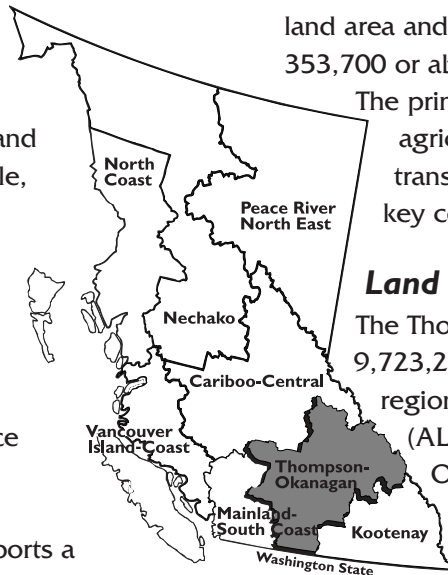 land area and
353,700 or ab
The prin
agric
trans
key co
Land
The Tho
9,723,2
region
(AL
O
and
le,
ce
ports a
North
Coast
Peace River
North East
Nechako
Cariboo-Central
Vancouver
Island-Coast
Thompson-
Okanagan
Mainland-
South Coast
Kootenay
Washington State